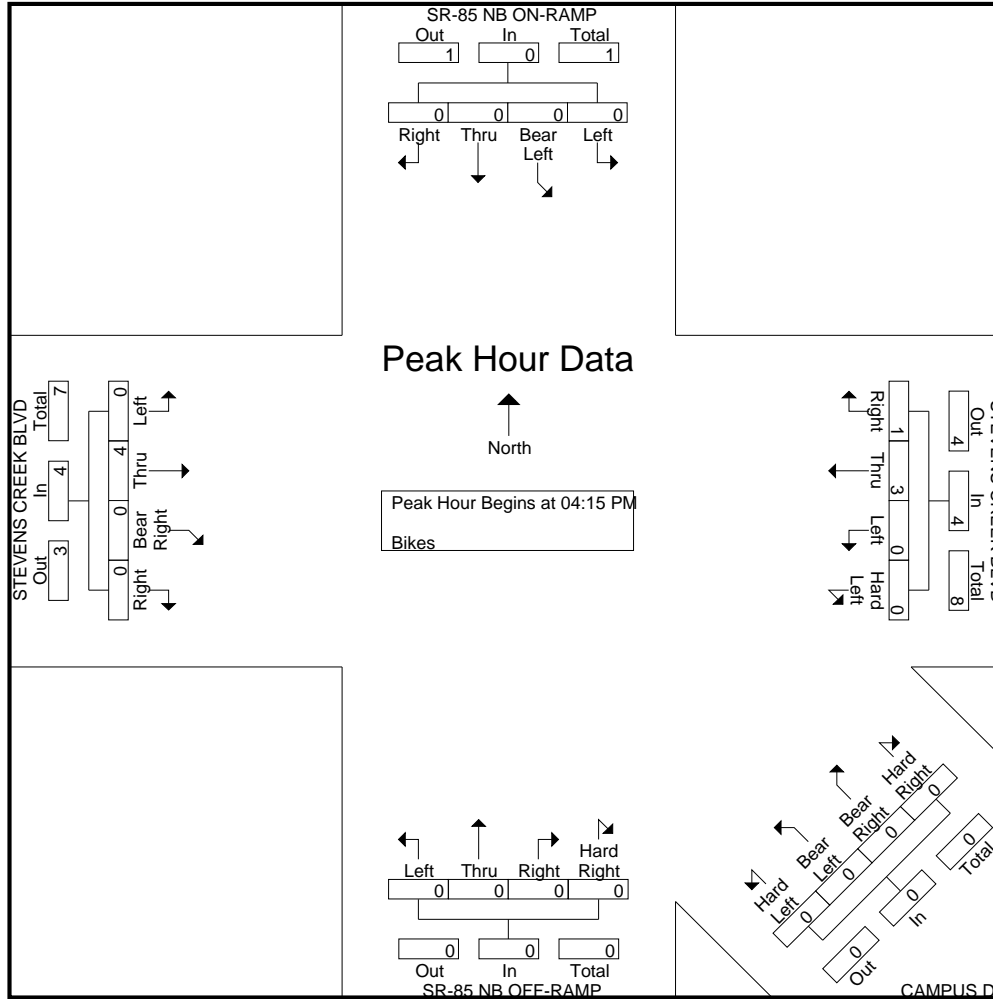 SR-85 NB ON-RAMP
Out In Total
1 0 1
0 0 0 0
Right Thru Bear Left Left
Peak Hour Data
North
Peak Hour Begins at 04:15 PM
Bikes
STEVENS CREEK BLVD
Total In Out
7 4 3
0 4 0 0
Left Thru Bear Right Right
Right Thru Left Hard Left
1 3 0 0
Out In Total
4 4 8
Left Thru Right Hard Right
0 0 0 0
0 0 0
Out In Total
SR-85 NB OFF-RAMP
Hard Left Bear Left Bear Right Hard Right
0 0 0 0
0 0 0
Out In Total
CAMPUS D